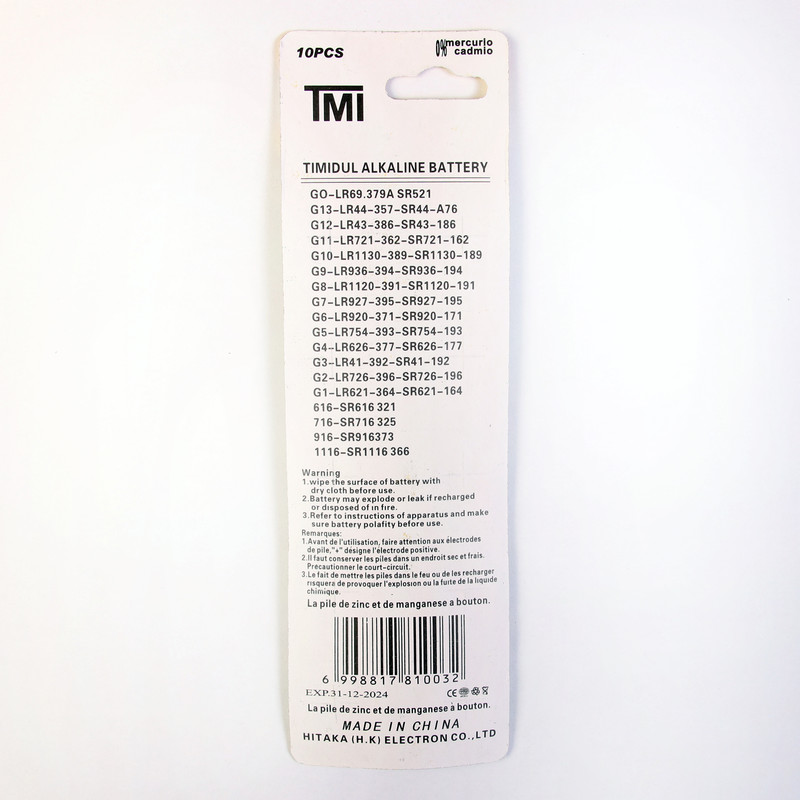 10PCS
0% mercurio
cadmio
TMI
TIMIDUL ALKALINE BATTERY
GO-LR69.379A SR521
G13-LR44-357-SR44-A76
G12-LR43-386-SR43-186
G11-LR721-362-SR721-162
G10-LR1130-389-SR1130-189
G9-LR936-394-SR936-194
G8-LR1120-391-SR1120-191
G7-LR927-395-SR927-195
G6-LR920-371-SR920-171
G5-LR754-393-SR754-193
G4-LR626-377-SR626-177
G3-LR41-392-SR41-192
G2-LR726-396-SR726-196
G1-LR621-364-SR621-164
616-SR616 321
716-SR716 325
916-SR916373
1116-SR1116 366
Warning
1.wipe the surface of battery with
dry cloth before use.
2.Battery may explode or leak if recharged
or disposed of in fire.
3.Refer to instructions of apparatus and make
sure battery polafity before use.
Remarques:
1.Avant de l'utilisation, faire attention aux électrodes
de pile,"+" désigne l'électrode positive.
2.Il faut conserver les piles dans un endroit sec et frais.
Precautionner le court-circuit.
3.Le fait de mettre les piles dans le feu ou de les recharger
risquera de provoquer l'explosion ou la fuite de la liquide
chimique.
La pile de zinc et de manganese a bouton.
6 998817 810032
EXP.31-12-2024
CE
La pile de zinc et de manganèse a bouton.
MADE IN CHINA
HITAKA (H.K) ELECTRON CO.,LTD